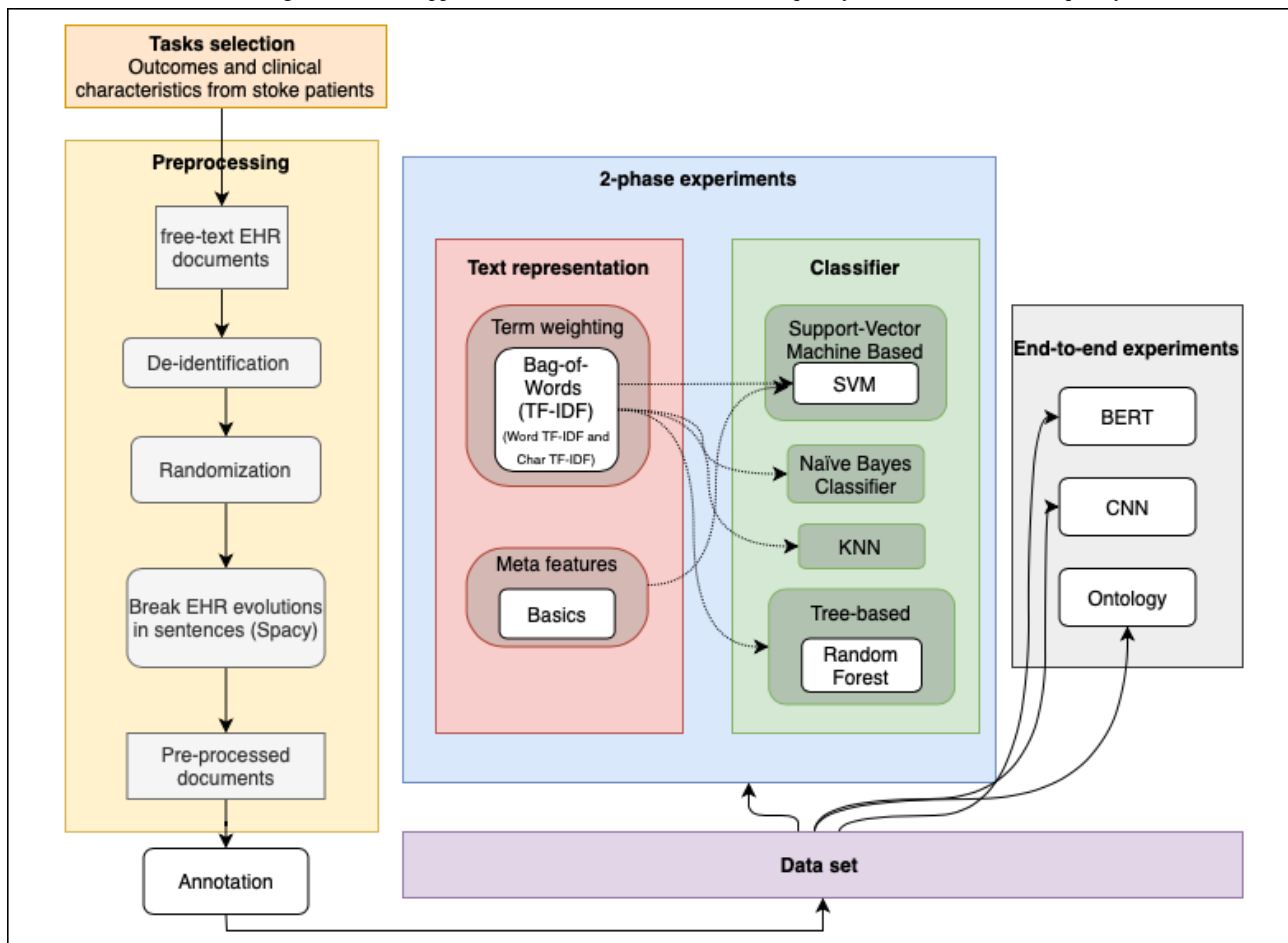 Tasks selection
Outcomes and clinical
characteristics from stoke patients
Preprocessing
free-text EHR
documents
De-identification
Randomization
Break EHR evolutions
in sentences (Spacy)
Pre-processed
documents
Annotation
2-phase experiments
Text representation
Term weighting
Bag-of-
Words
(TF-IDF)
(Word TF-IDF and
Char TF-IDF)
Meta features
Basics
Classifier
Support-Vector
Machine Based
SVM
Naïve Bayes
Classifier
KNN
Tree-based
Random
Forest
End-to-end experiments
BERT
CNN
Ontology
Data set